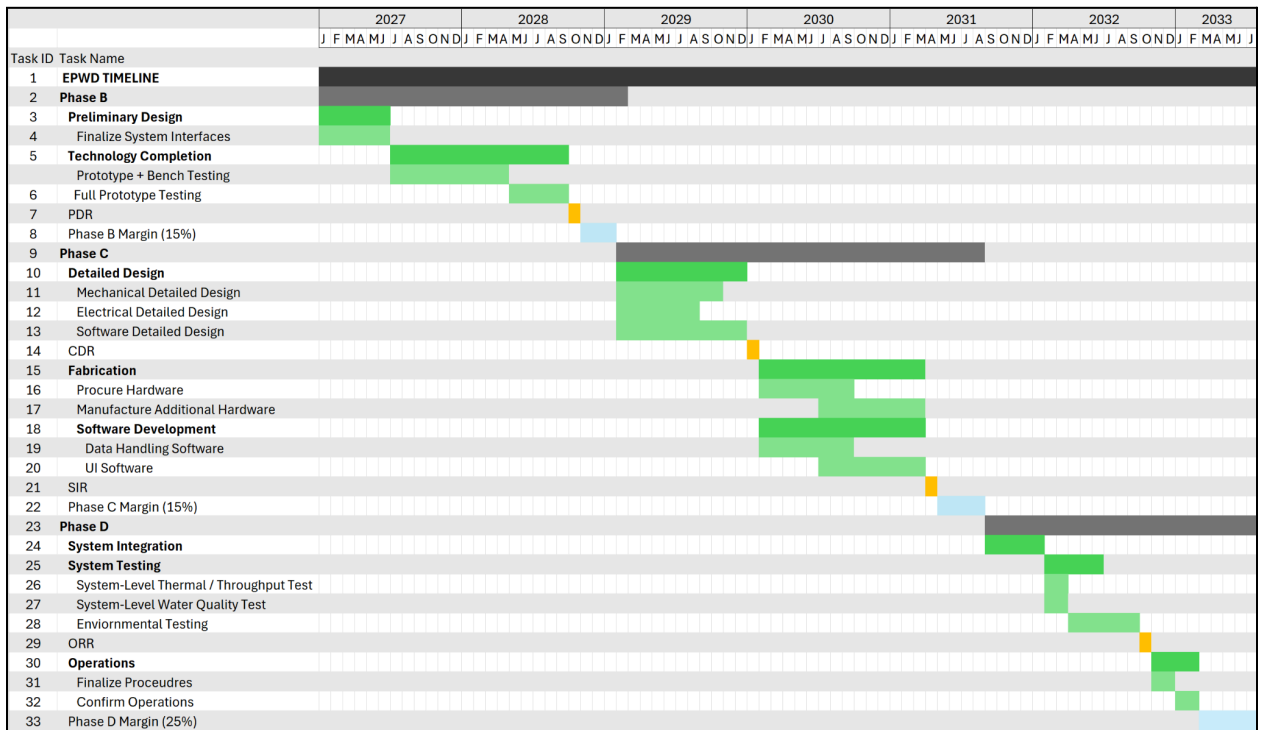 2027 2028 2029 2030 2031 2032 2033
J F M A M J J A S O N D J F M A M J J A S O N D J F M A M J J A S O N D J F M A M J J A S O N D J F M A M J J A S O N D J F M A M J J A S O N D J F M A M J J
Task ID Task Name
1 EPWD TIMELINE
2 Phase B
3 Preliminary Design
4 Finalize System Interfaces
5 Technology Completion
Prototype + Bench Testing
6 Full Prototype Testing
7 PDR
8 Phase B Margin (15%)
9 Phase C
10 Detailed Design
11 Mechanical Detailed Design
12 Electrical Detailed Design
13 Software Detailed Design
14 CDR
15 Fabrication
16 Procure Hardware
17 Manufacture Additional Hardware
18 Software Development
19 Data Handling Software
20 UI Software
21 SIR
22 Phase C Margin (15%)
23 Phase D
24 System Integration
25 System Testing
26 System-Level Thermal / Throughput Test
27 System-Level Water Quality Test
28 Enviornmental Testing
29 ORR
30 Operations
31 Finalize Proceudres
32 Confirm Operations
33 Phase D Margin (25%)